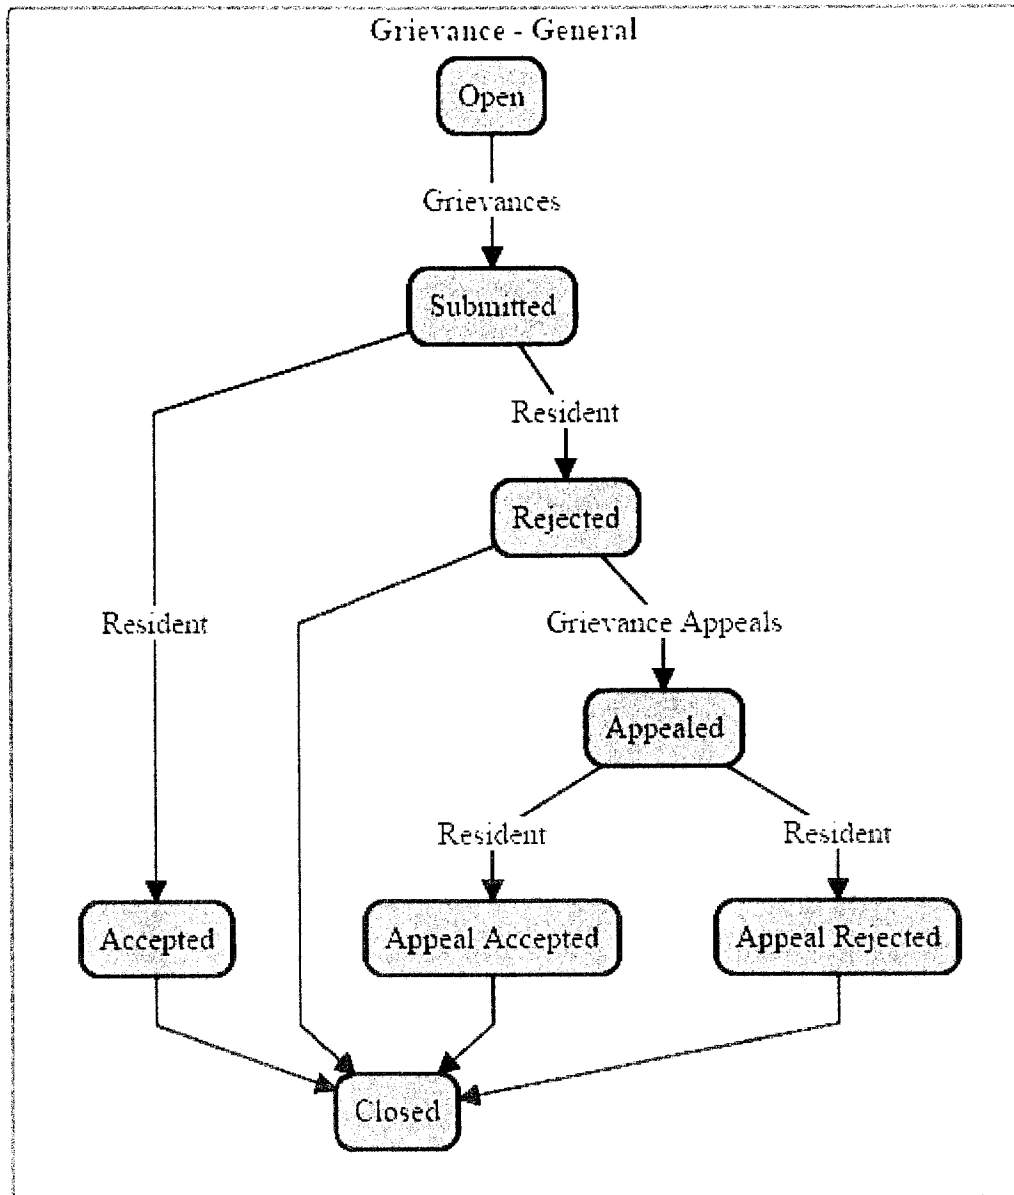 Grievance - General
Open
Grievances
Submitted
Resident
Rejected
Resident
Grievance Appeals
Appealed
Resident
Resident
Accepted
Appeal Accepted
Appeal Rejected
Closed